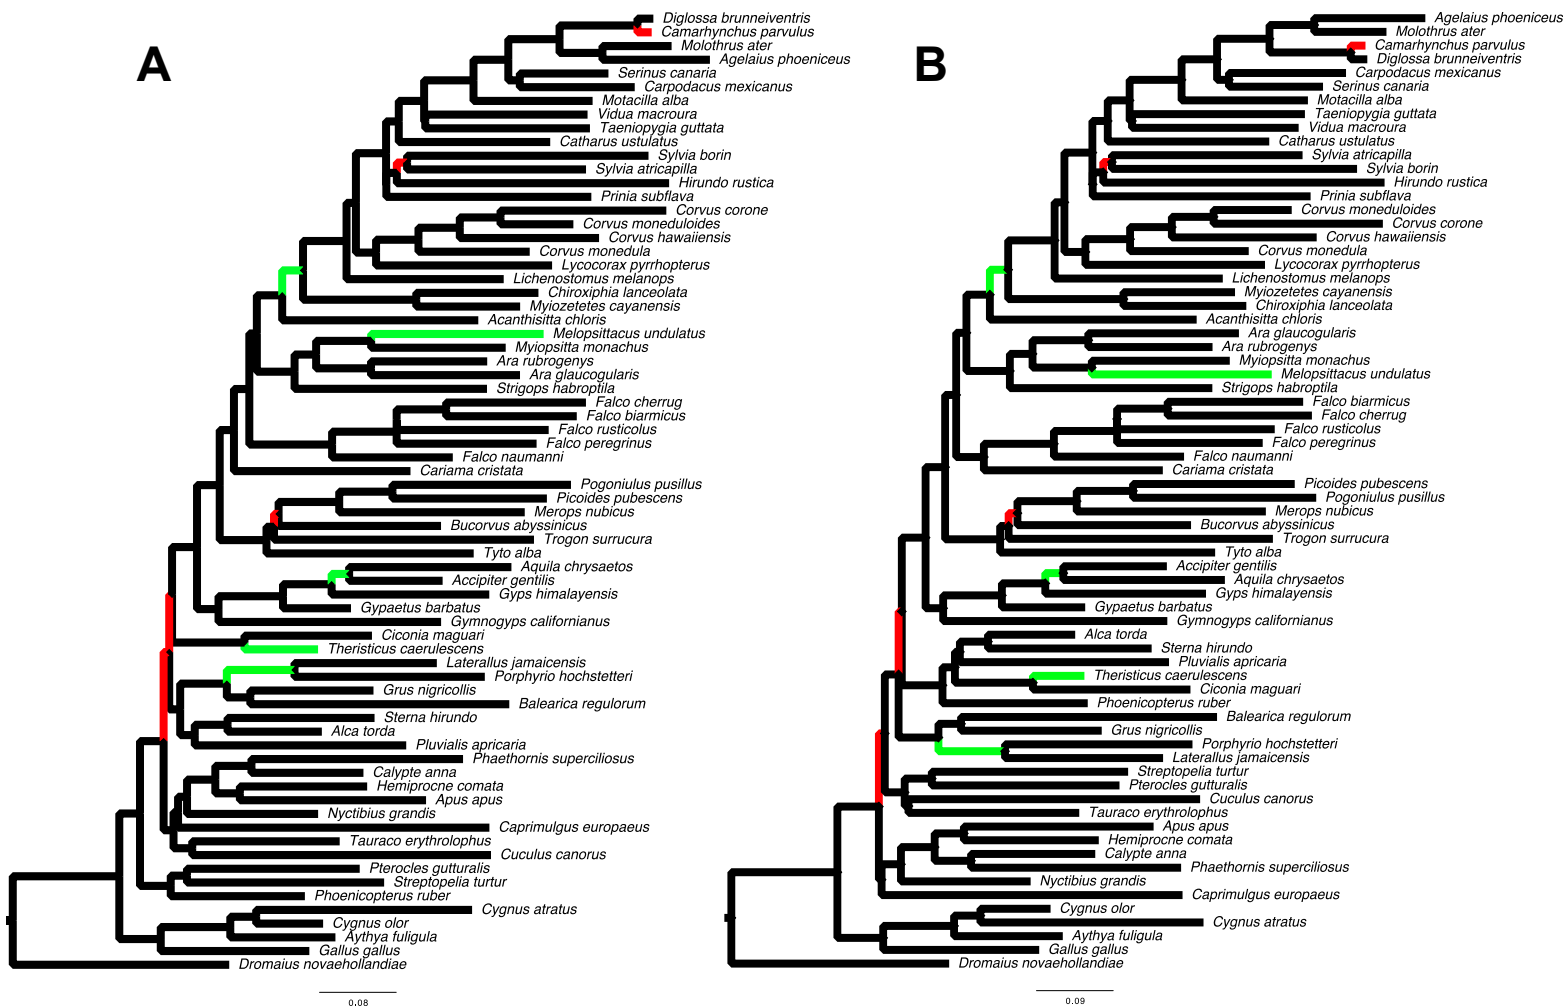 A
Diglossa brunneiventris
Camarhynchus parvulus
Molothrus ater
Agelaius phoeniceus
Serinus canaria
Carpodacus mexicanus
Motacilla alba
Vidua macroura
Taeniopygia guttata
Catharus ustulatus
Sylvia borin
Sylvia atricapilla
Hirundo rustica
Prinia subflava
Corvus corone
Corvus moneduloides
Corvus hawaiiensis
Corvus monedula
Lycocorax pyrrhopterus
Lichenostomus melanops
Chiroxiphia lanceolata
Myiozetetes cayanensis
Acanthisitta chloris
Melopsittacus undulatus
Myiopsitta monachus
Ara rubrogenys
Ara glaucogularis
Strigops habroptila
Falco cherrug
Falco biarmicus
Falco rusticolus
Falco peregrinus
Falco naumanni
Cariama cristata
Pogoniulus pusillus
Picoides pubescens
Merops nubicus
Bucorvus abyssinicus
Trogon surrucura
Tyto alba
Aquila chrysaetos
Accipiter gentilis
Gyps himalayensis
Gypaetus barbatus
Gymnogyps californianus
Ciconia maguari
Theristicus caerulescens
Laterallus jamaicensis
Porphyrio hochstetteri
Grus nigricollis
Balearica regulorum
Sterna hirundo
Alca torda
Pluvialis apricaria
Phaethornis superciliosus
Calypte anna
Hemiprocne comata
Apus apus
Nyctibius grandis
Caprimulgus europaeus
Tauraco erythrolophus
Cuculus canorus
Pterocles gutturalis
Streptopelia turtur
Phoenicopterus ruber
Cygnus atratus
Cygnus olor
Aythya fuligula
Gallus gallus
Dromaius novaehollandiae
0.08
B
Agelaius phoeniceus
Molothrus ater
Camarhynchus parvulus
Diglossa brunneiventris
Carpodacus mexicanus
Serinus canaria
Motacilla alba
Taeniopygia guttata
Vidua macroura
Catharus ustulatus
Sylvia atricapilla
Sylvia borin
Hirundo rustica
Prinia subflava
Corvus moneduloides
Corvus corone
Corvus hawaiiensis
Corvus monedula
Lycocorax pyrrhopterus
Lichenostomus melanops
Myiozetetes cayanensis
Chiroxiphia lanceolata
Acanthisitta chloris
Ara glaucogularis
Ara rubrogenys
Myiopsitta monachus
Melopsittacus undulatus
Strigops habroptila
Falco biarmicus
Falco cherrug
Falco rusticolus
Falco peregrinus
Falco naumanni
Cariama cristata
Picoides pubescens
Pogoniulus pusillus
Merops nubicus
Bucorvus abyssinicus
Trogon surrucura
Tyto alba
Accipiter gentilis
Aquila chrysaetos
Gyps himalayensis
Gypaetus barbatus
Gymnogyps californianus
Alca torda
Sterna hirundo
Pluvialis apricaria
Theristicus caerulescens
Ciconia maguari
Phoenicopterus ruber
Balearica regulorum
Grus nigricollis
Porphyrio hochstetteri
Laterallus jamaicensis
Streptopelia turtur
Pterocles gutturalis
Cuculus canorus
Tauraco erythrolophus
Apus apus
Hemiprocne comata
Calypte anna
Phaethornis superciliosus
Nyctibius grandis
Caprimulgus europaeus
Cygnus olor
Cygnus atratus
Aythya fuligula
Gallus gallus
Dromaius novaehollandiae
0.09